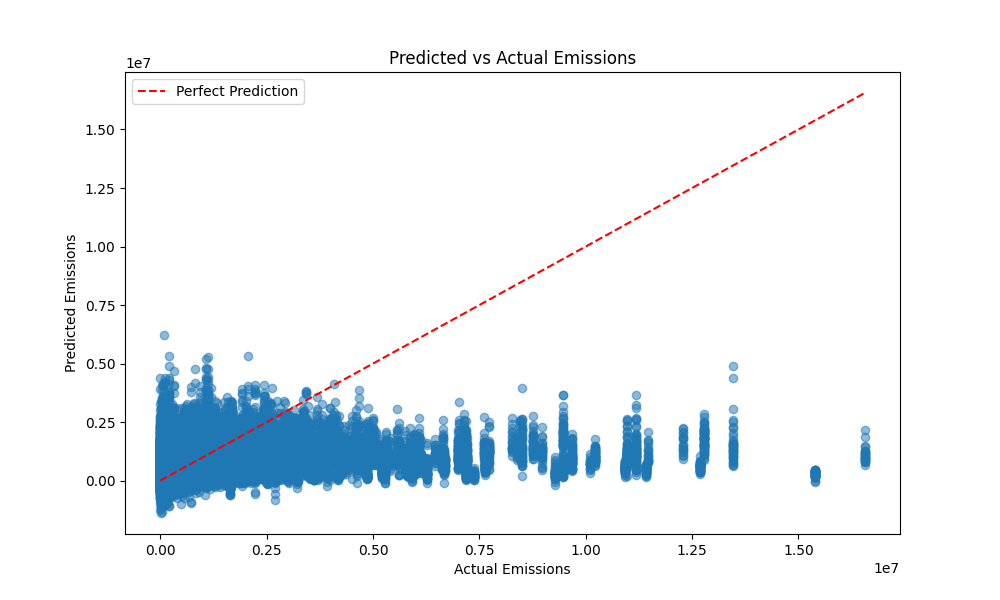 Predicted vs Actual Emissions
1e7
Perfect Prediction
1.50
1.25
1.00
0.75
0.50
0.25
0.00
Predicted Emissions
0.00 0.25 0.50 0.75 1.00 1.25 1.50
Actual Emissions
1e7